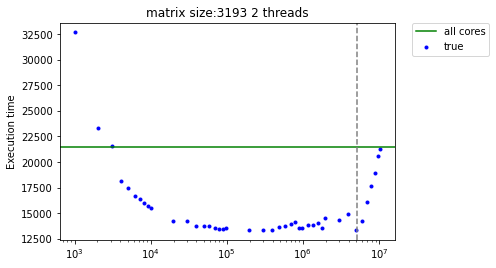 matrix size:3193 2 threads
all cores
true
Execution time
32500
30000
27500
25000
22500
20000
17500
15000
12500
10³ 10⁴ 10⁵ 10⁶ 10⁷